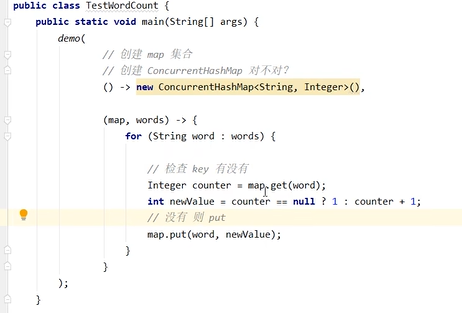 public class TestWordCount {
public static void main(String[] args) {
demo(
// 创建 map 集合
// 创建 ConcurrentHashMap 对不对?
() -> new ConcurrentHashMap<String, Integer>(),
(map, words) -> {
for (String word : words) {
// 检查 key 有没有
Integer counter = map.get(word);
int newValue = counter == null ? 1 : counter + 1;
// 没有 则 put
map.put(word, newValue);
}
}
);
}